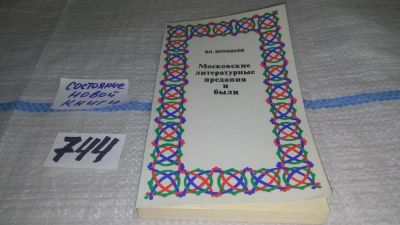 состояние
новой
книги
744
ВЛ. МУРАВЬЕВ
Московские
литературные
предания
и
были